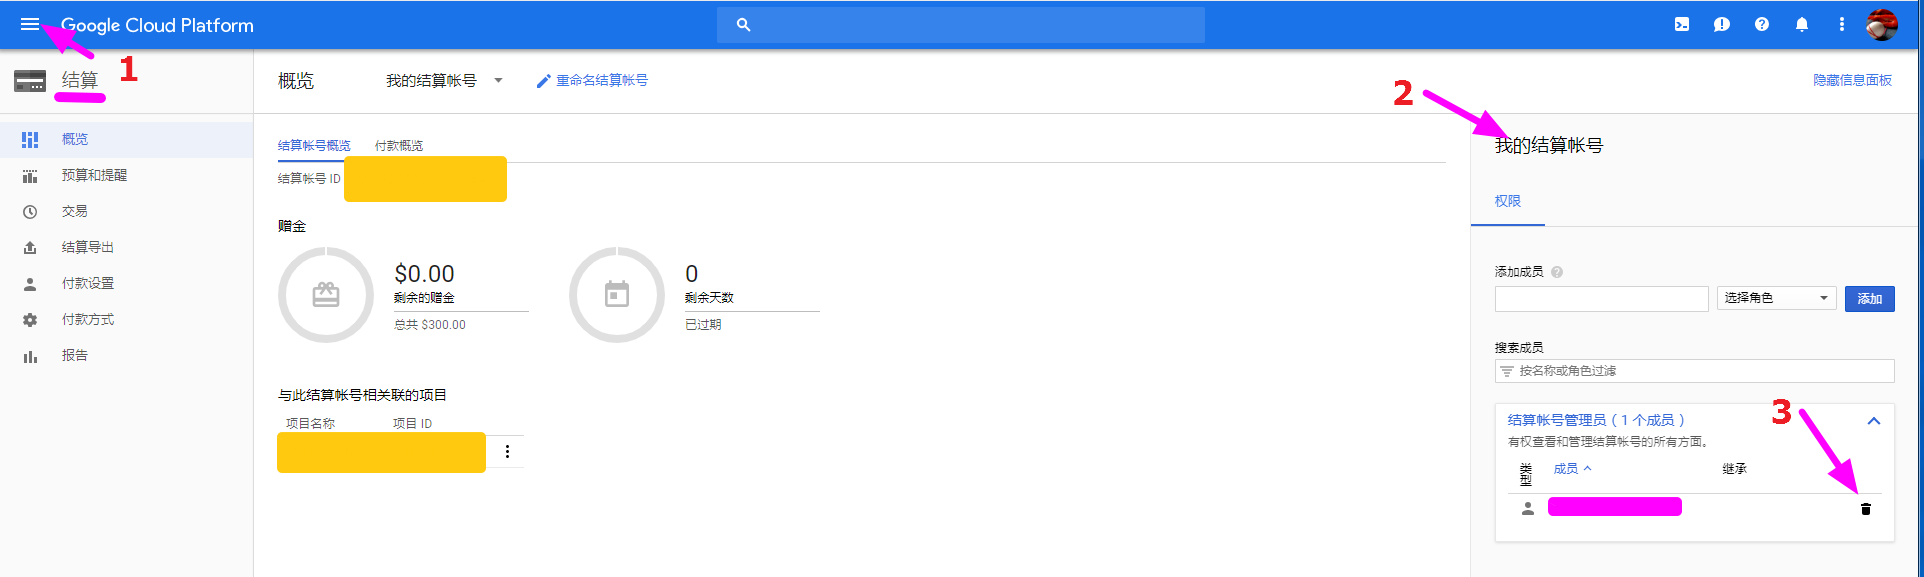 Google Cloud Platform
1
结算
概览
我的结算帐号
重命名结算帐号
隐藏信息面板
概览
预算和提醒
交易
结算导出
付款设置
付款方式
报告
结算帐号概览
付款概览
结算帐号 ID
赠金
$0.00
剩余的赠金
总共 $300.00
0
剩余天数
已过期
与此结算帐号相关联的项目
项目名称
项目 ID
2
我的结算帐号
权限
添加成员
选择角色
添加
搜索成员
按名称或角色过滤
3
结算帐号管理员（1 个成员）
有权查看和管理结算帐号的所有方面。
类型
成员
继承